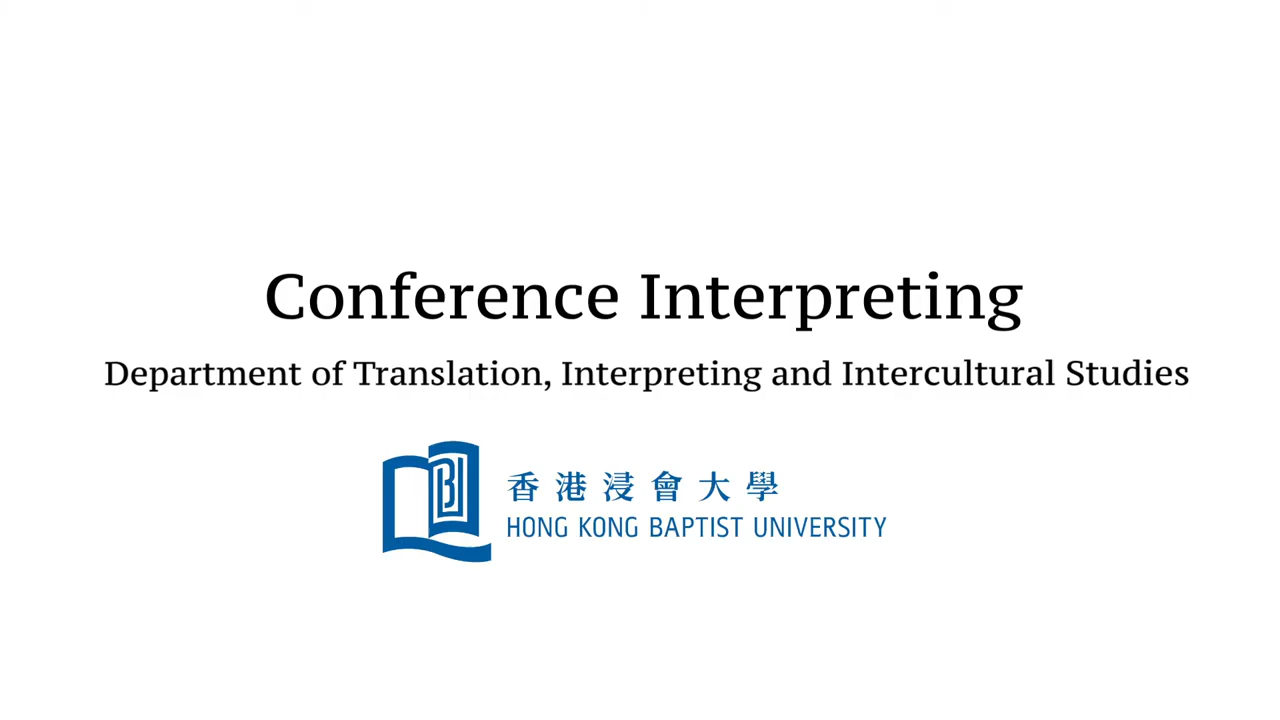 Conference Interpreting
Department of Translation, Interpreting and Intercultural Studies
香港浸會大學
HONG KONG BAPTIST UNIVERSITY